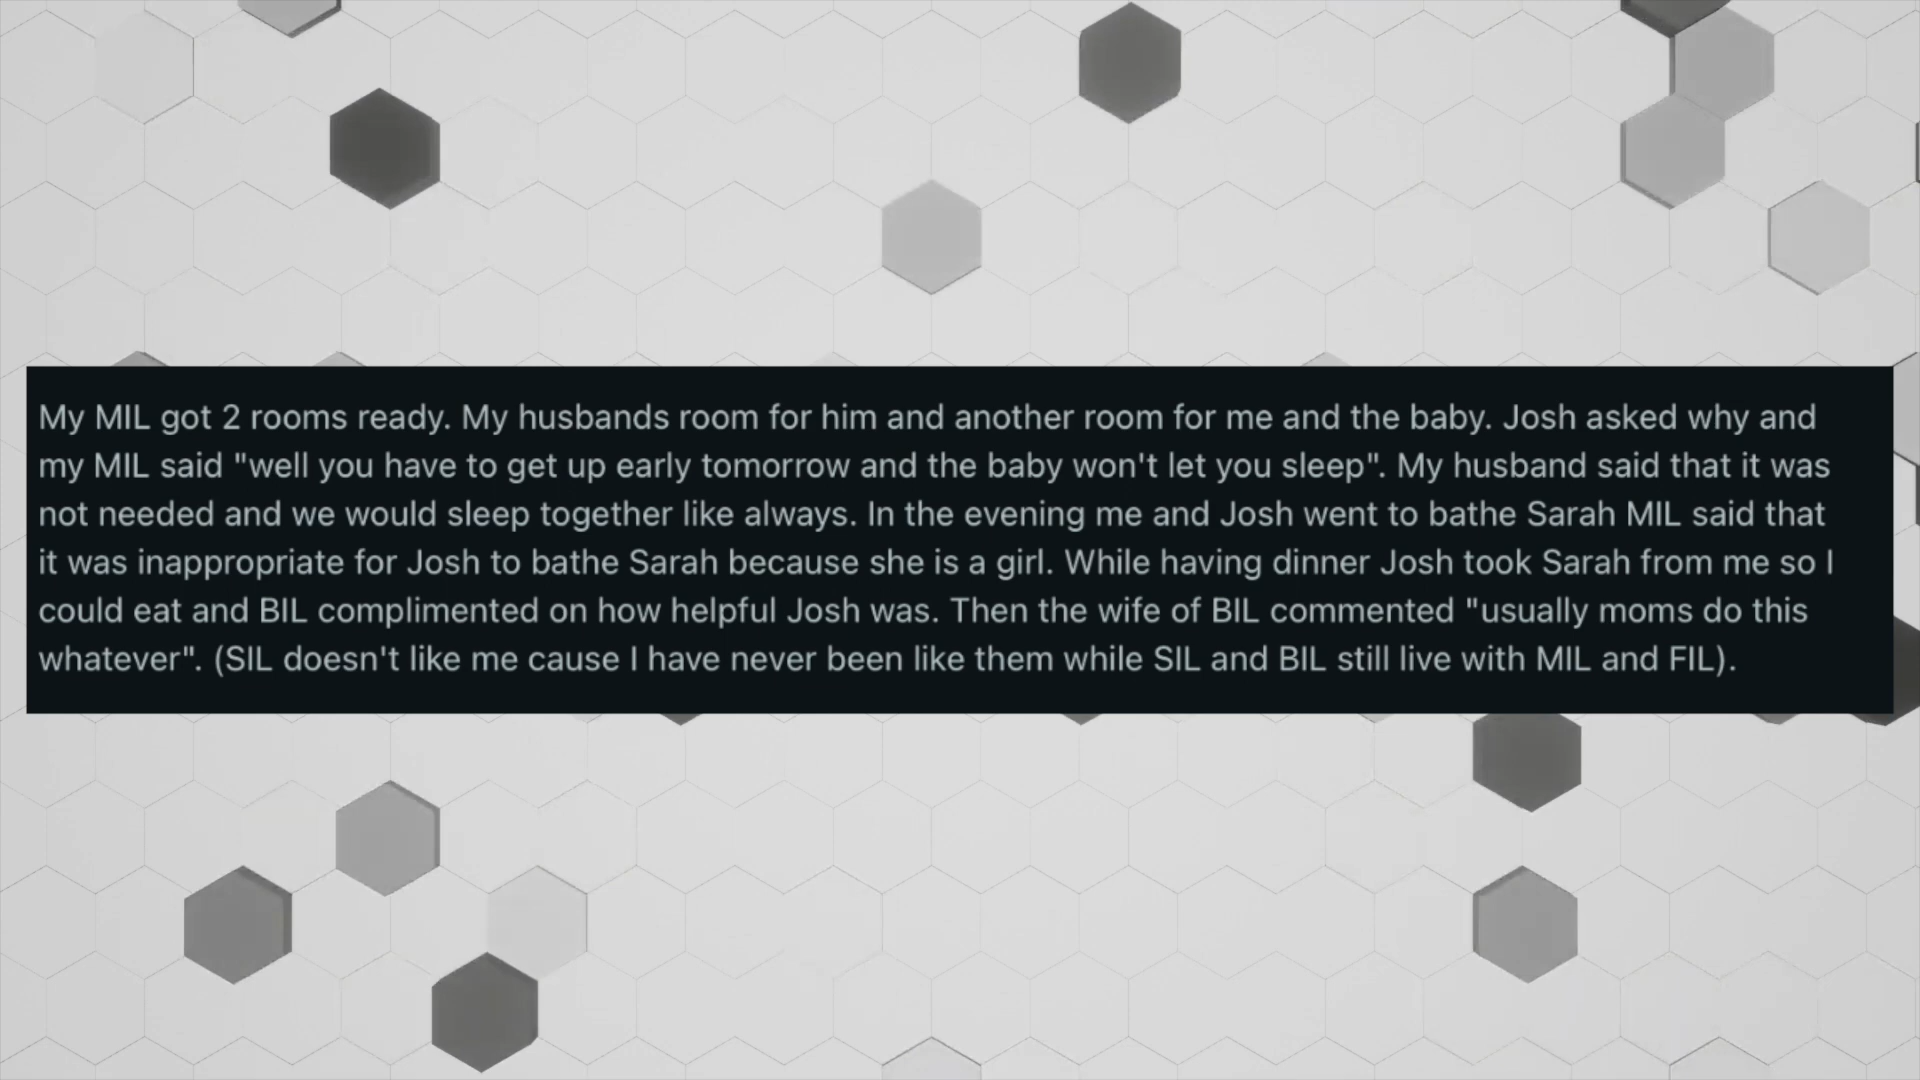 My MIL got 2 rooms ready. My husbands room for him and another room for me and the baby. Josh asked why and
my MIL said "well you have to get up early tomorrow and the baby won't let you sleep". My husband said that it was
not needed and we would sleep together like always. In the evening me and Josh went to bathe Sarah MIL said that
it was inappropriate for Josh to bathe Sarah because she is a girl. While having dinner Josh took Sarah from me so I
could eat and BIL complimented on how helpful Josh was. Then the wife of BIL commented "usually moms do this
whatever". (SIL doesn't like me cause I have never been like them while SIL and BIL still live with MIL and FIL).